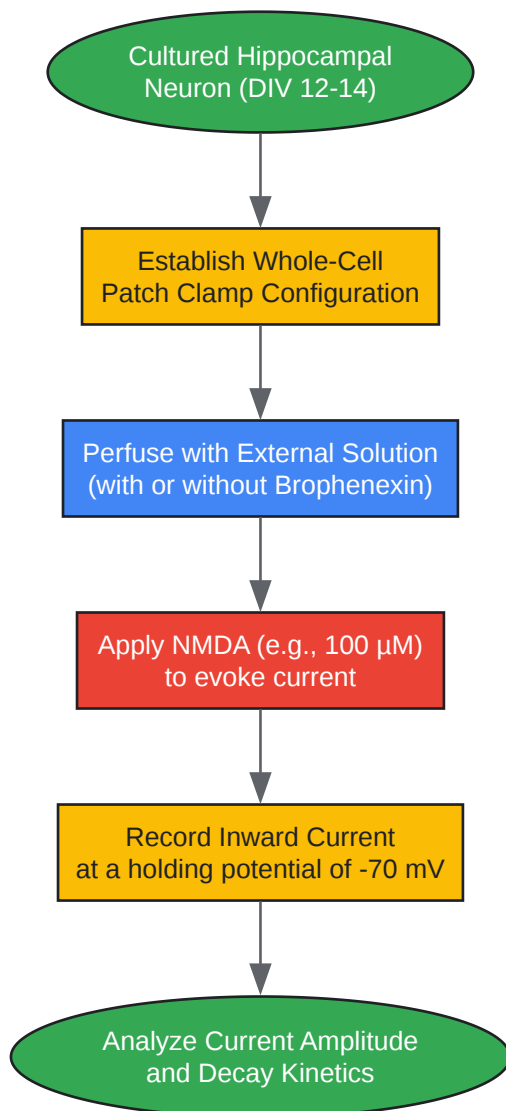 Cultured Hippocampal
Neuron (DIV 12-14)
Establish Whole-Cell
Patch Clamp Configuration
Perfuse with External Solution
(with or without Brophenexin)
Apply NMDA (e.g., 100 µM)
to evoke current
Record Inward Current
at a holding potential of -70 mV
Analyze Current Amplitude
and Decay Kinetics